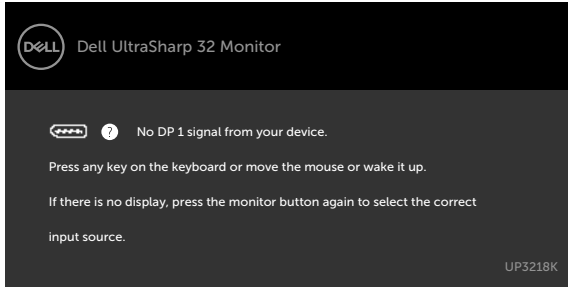 DELL
Dell UltraSharp 32 Monitor
? No DP 1 signal from your device.
Press any key on the keyboard or move the mouse or wake it up.
If there is no display, press the monitor button again to select the correct
input source.
UP3218K